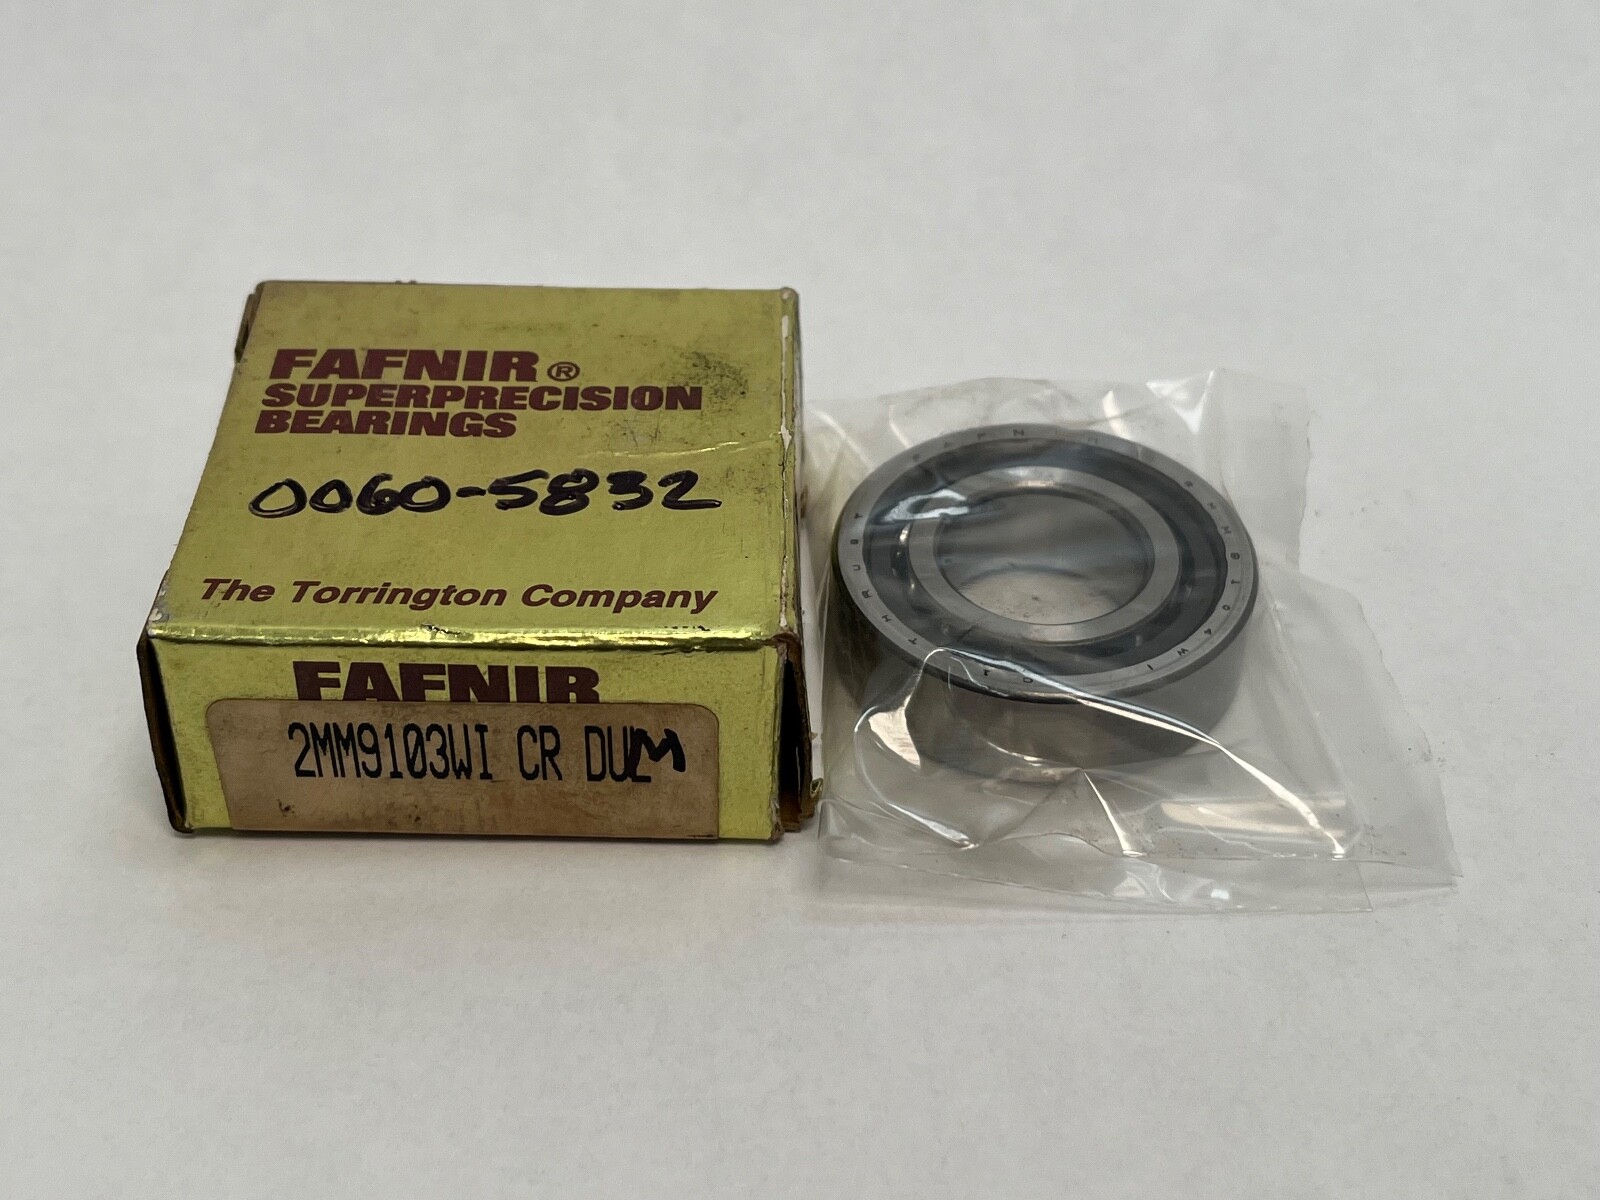 FAFNIR®
SUPERPRECISION
BEARINGS
0060-5832
The Torrington Company
FAFNIR
2MM9103WI CR DUM